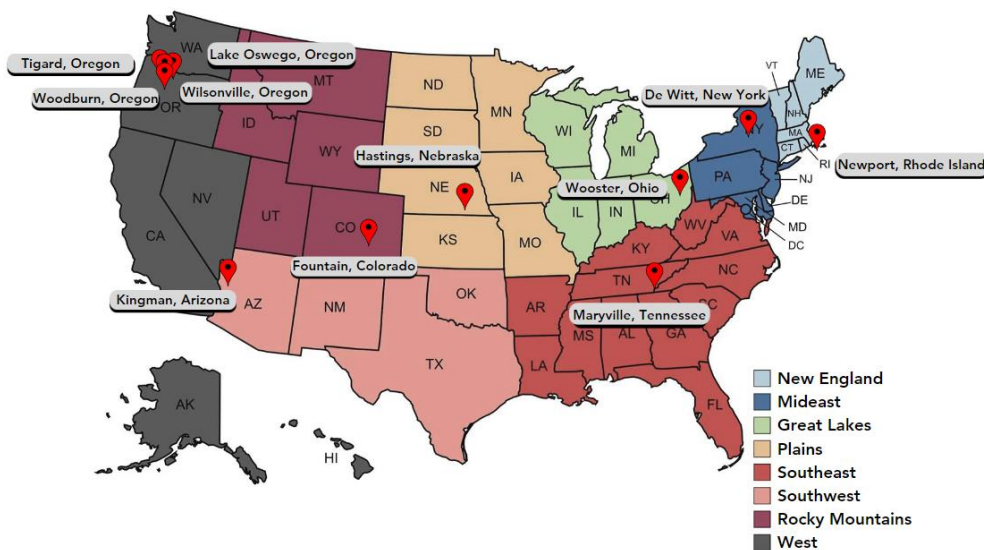 WA
Lake Oswego, Oregon
Tigard, Oregon
Wilsonville, Oregon
Woodburn, Oregon
OR
MT
ID
WY
NV
CA
UT
CO
Fountain, Colorado
Kingman, Arizona
AZ
NM
ND
SD
Hastings, Nebraska
NE
KS
MN
IA
MO
OK
TX
WI
MI
IL
IN
OH
Wooster, Ohio
De Witt, New York
NY
PA
VT
NH
ME
MA
CT
RI
Newport, Rhode Island
NJ
DE
MD
DC
KY
WV
VA
TN
NC
SC
Maryville, Tennessee
AR
MS
AL
GA
LA
FL
AK
HI
New England
Mideast
Great Lakes
Plains
Southeast
Southwest
Rocky Mountains
West